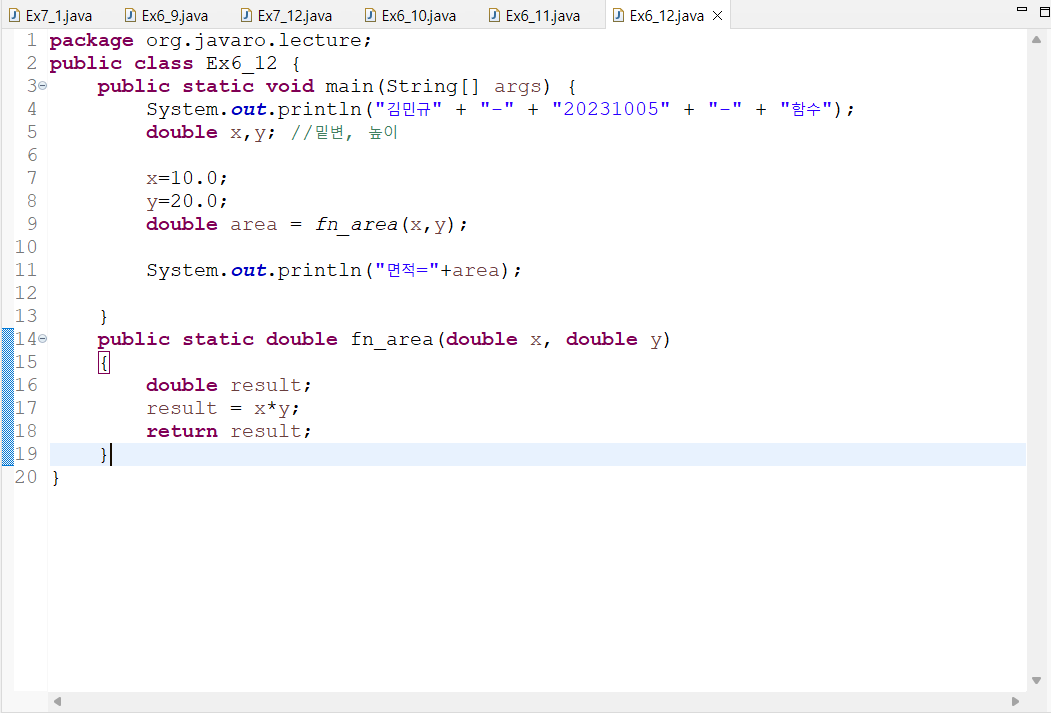 Ex7_1.java Ex6_9.java Ex7_12.java Ex6_10.java Ex6_11.java Ex6_12.java
1 package org.javaro.lecture;
2 public class Ex6_12 {
3 public static void main(String[] args) {
4 System.out.println("김민규" + "-" + "20231005" + "-" + "함수");
5 double x,y; //밑변, 높이
6
7 x=10.0;
8 y=20.0;
9 double area = fn_area(x,y);
10
11 System.out.println("면적="+area);
12
13 }
14 public static double fn_area(double x, double y)
15 {
16 double result;
17 result = x*y;
18 return result;
19 }
20 }